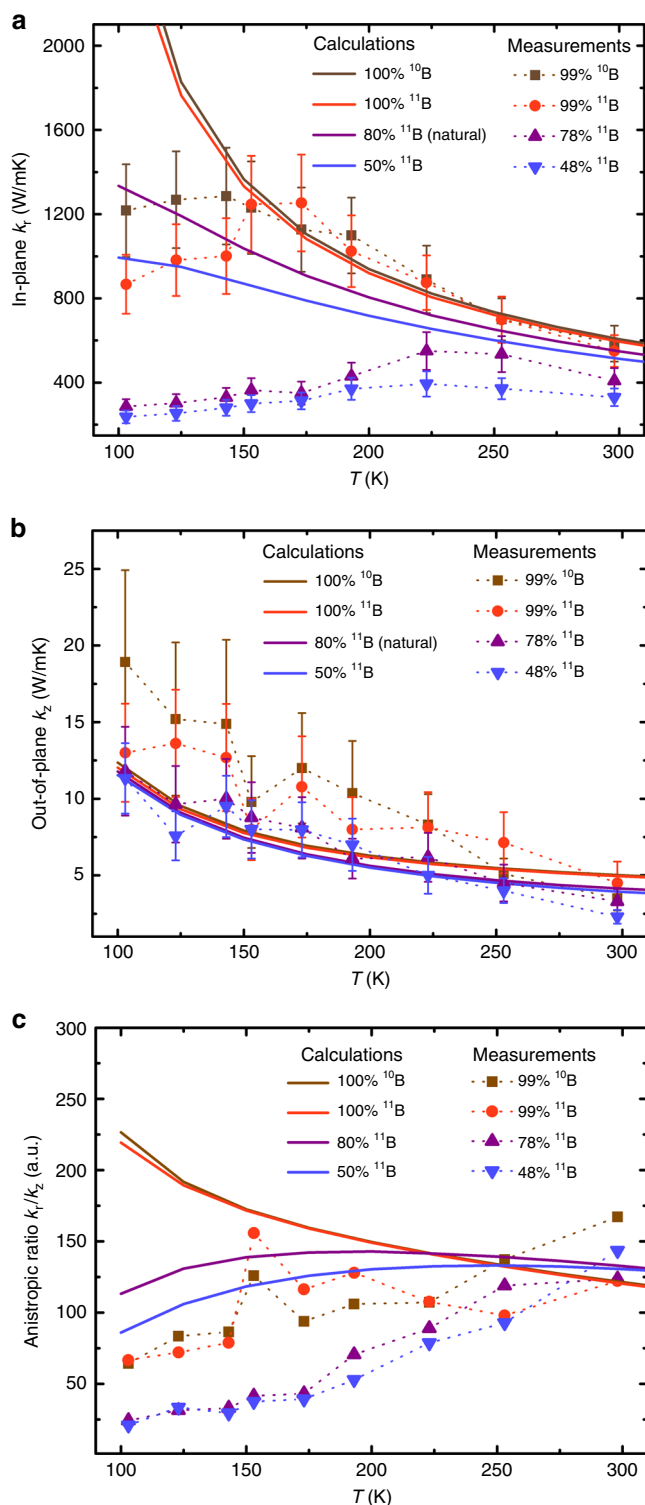 a
Calculations
Measurements
100% ¹⁰B
99% ¹⁰B
100% ¹¹B
99% ¹¹B
80% ¹¹B (natural)
78% ¹¹B
50% ¹¹B
48% ¹¹B
In-plane kᵣ (W/mK)
2000
1600
1200
800
400
100
150
200
250
300
T (K)
b
Calculations
Measurements
100% ¹⁰B
99% ¹⁰B
100% ¹¹B
99% ¹¹B
80% ¹¹B (natural)
78% ¹¹B
50% ¹¹B
48% ¹¹B
Out-of-plane k_z (W/mK)
25
20
15
10
5
100
150
200
250
300
T (K)
c
Calculations
Measurements
100% ¹⁰B
99% ¹⁰B
100% ¹¹B
99% ¹¹B
80% ¹¹B
78% ¹¹B
50% ¹¹B
48% ¹¹B
Anistropic ratio kᵣ/k_z (a.u.)
300
250
200
150
100
50
100
150
200
250
300
T (K)